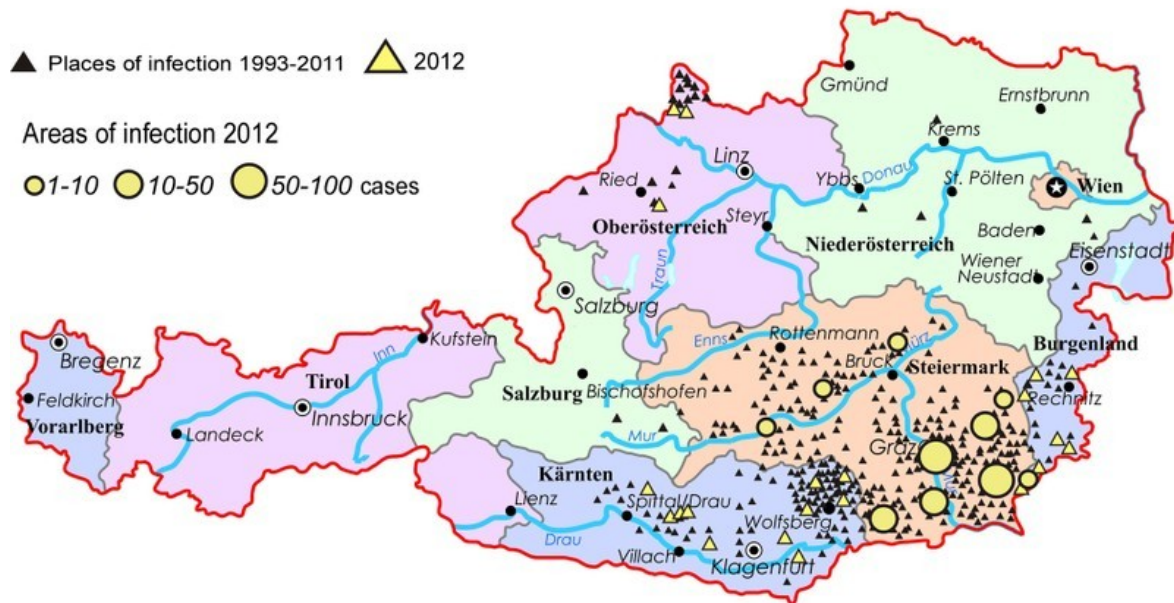 Places of infection 1993-2011
2012
Areas of infection 2012
1-10
10-50
50-100 cases
Gmünd
Ernstbrunn
Krems
Linz
Donau
Ried
Ybbs
St. Pölten
Wien
Steyr
Oberösterreich
Niederösterreich
Baden
Eisenstadt
Traun
Wiener
Neustadt
Salzburg
Rottenmann
Enns
Kufstein
Bregenz
Inn
Bruck
Mürz
Burgenland
Tirol
Salzburg
Bischofshofen
Steiermark
Rechnitz
Feldkirch
Innsbruck
Vorarlberg
Landeck
Mur
Graz
Kärnten
Lienz
Spittal/Drau
Wolfsberg
Drau
Villach
Klagenfurt